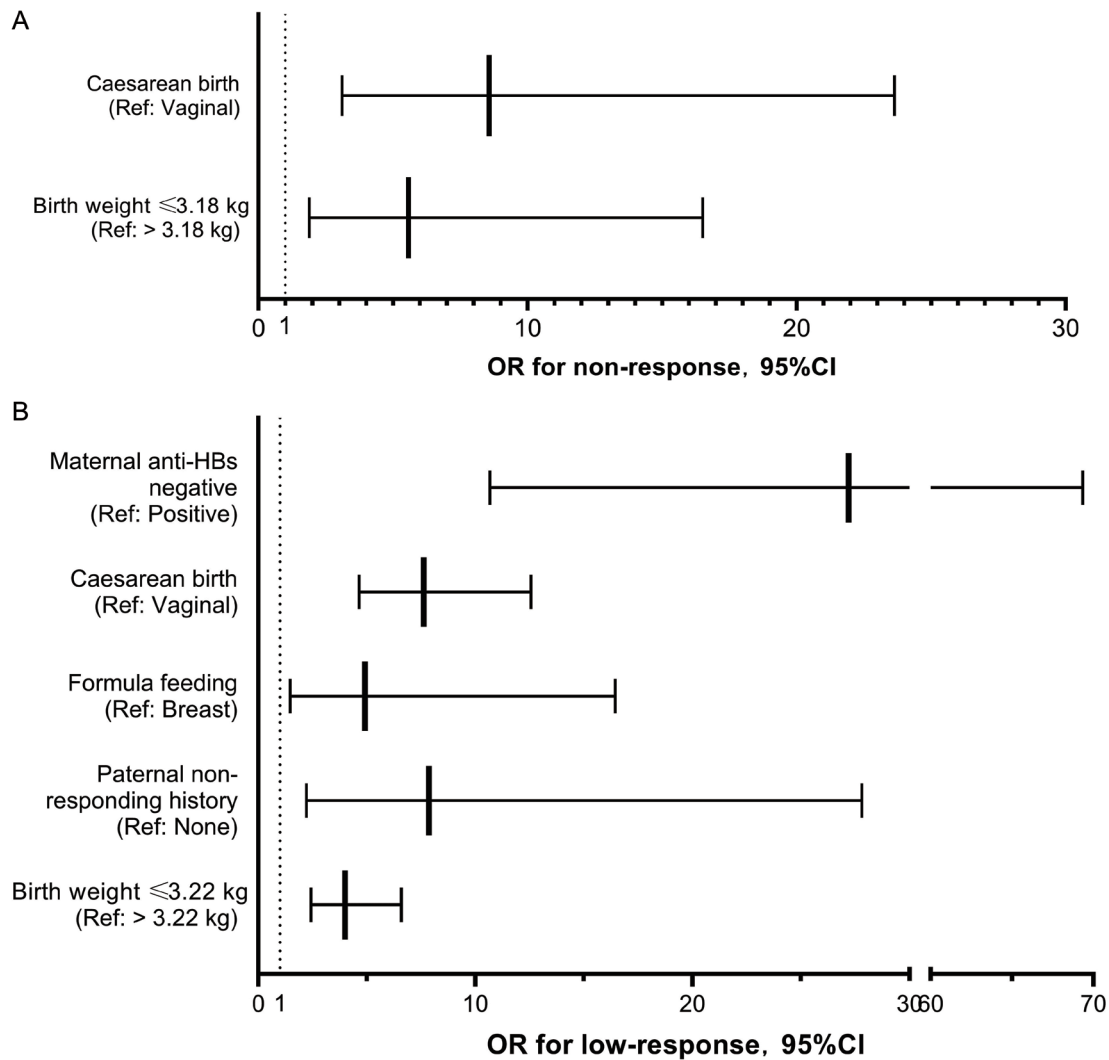 A
Caesarean birth
(Ref: Vaginal)
Birth weight ≤3.18 kg
(Ref: > 3.18 kg)
0 1 10 20 30
OR for non-response, 95%CI
B
Maternal anti-HBs
negative
(Ref: Positive)
Caesarean birth
(Ref: Vaginal)
Formula feeding
(Ref: Breast)
Paternal non-
responding history
(Ref: None)
Birth weight ≤3.22 kg
(Ref: > 3.22 kg)
0 1 10 20 30 60 70
OR for low-response, 95%CI